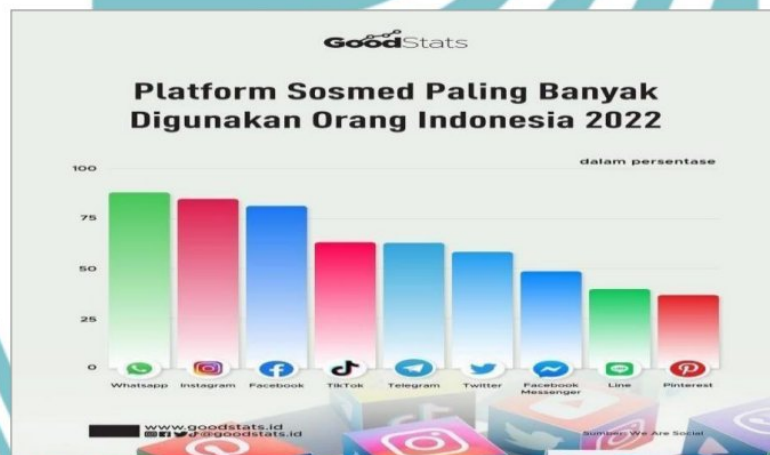 GoodStats
Platform Sosmed Paling Banyak
Digunakan Orang Indonesia 2022
dalam persentase
100
75
50
25
0
Whatsapp Instagram Facebook TikTok Telegram Twitter Facebook Messenger Line Pinterest
www.goodstats.id
@goodstats.id
Sumber: We Are Social